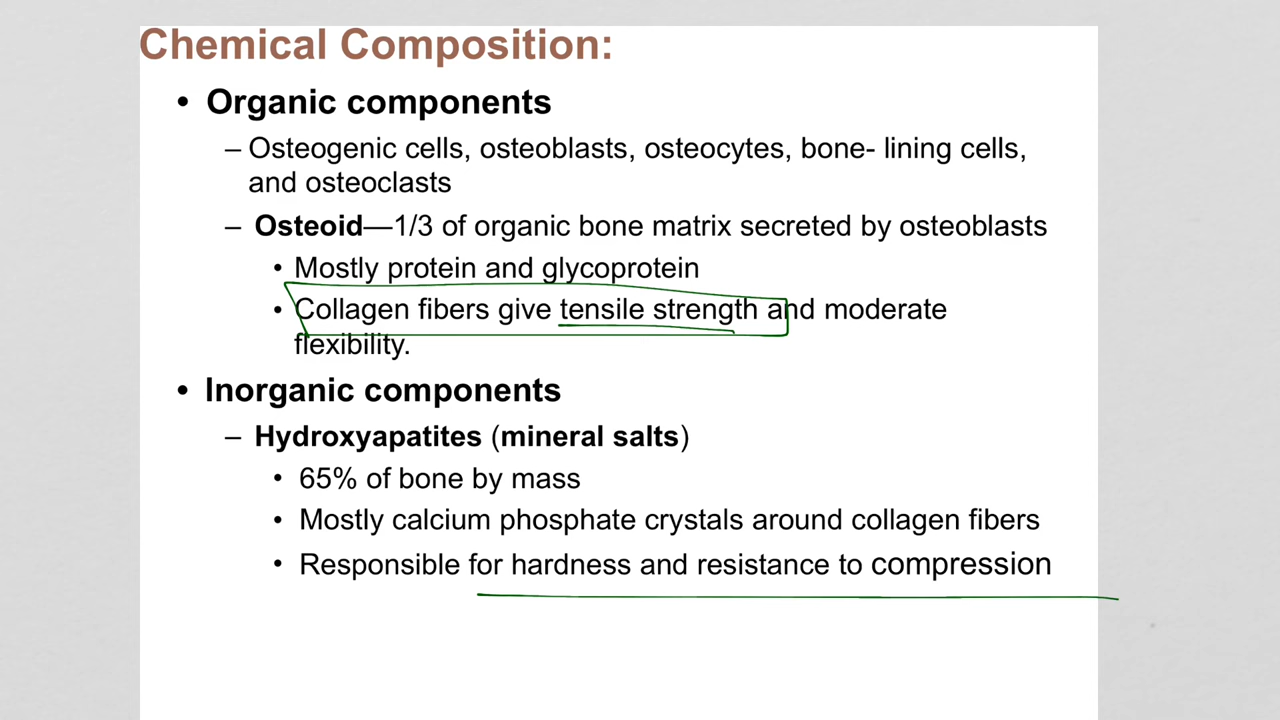 Chemical Composition:
• Organic components
– Osteogenic cells, osteoblasts, osteocytes, bone- lining cells,
and osteoclasts
– Osteoid—1/3 of organic bone matrix secreted by osteoblasts
• Mostly protein and glycoprotein
• Collagen fibers give tensile strength and moderate
flexibility.
• Inorganic components
– Hydroxyapatites (mineral salts)
• 65% of bone by mass
• Mostly calcium phosphate crystals around collagen fibers
• Responsible for hardness and resistance to compression